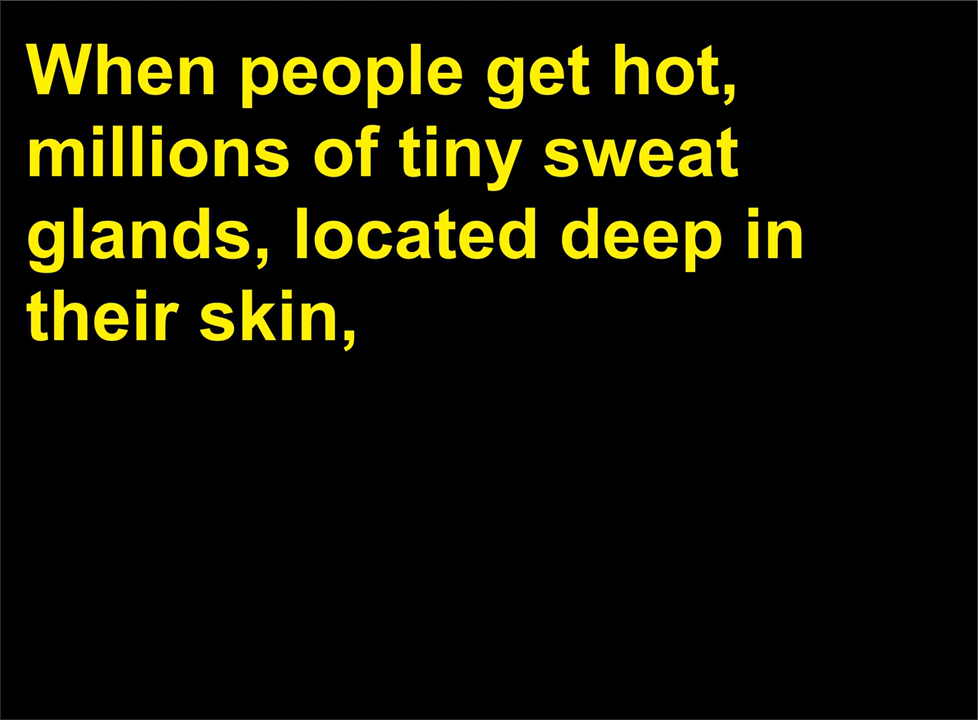 When people get hot,
millions of tiny sweat
glands, located deep in
their skin,